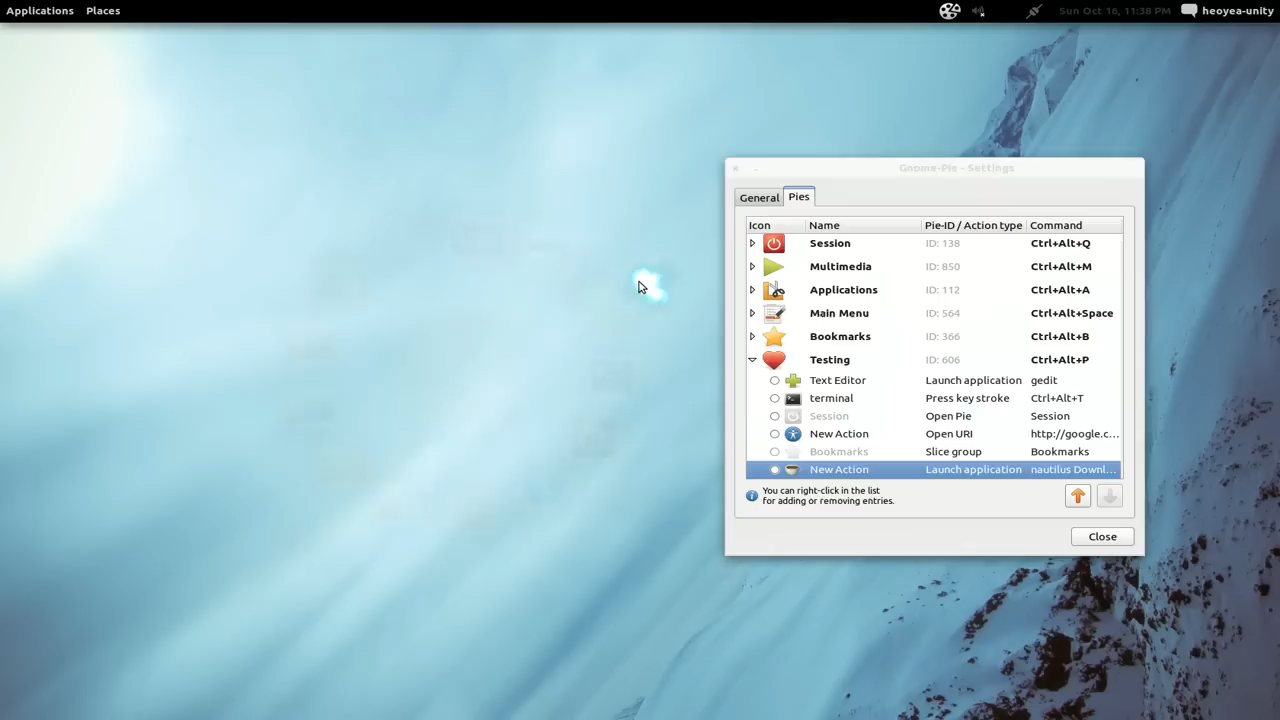 Applications Places Sun Oct 16, 11:38 PM heoyea-unity
Gnome-Pie - Settings
General Pies
Icon Name Pie-ID / Action type Command
Session ID: 138 Ctrl+Alt+Q
Multimedia ID: 850 Ctrl+Alt+M
Applications ID: 112 Ctrl+Alt+A
Main Menu ID: 564 Ctrl+Alt+Space
Bookmarks ID: 366 Ctrl+Alt+B
Testing ID: 606 Ctrl+Alt+P
Text Editor Launch application gedit
terminal Press key stroke Ctrl+Alt+T
Session Open Pie Session
New Action Open URI http://google.c...
Bookmarks Slice group Bookmarks
New Action Launch application nautilus Downl...
You can right-click in the list
for adding or removing entries.
Close